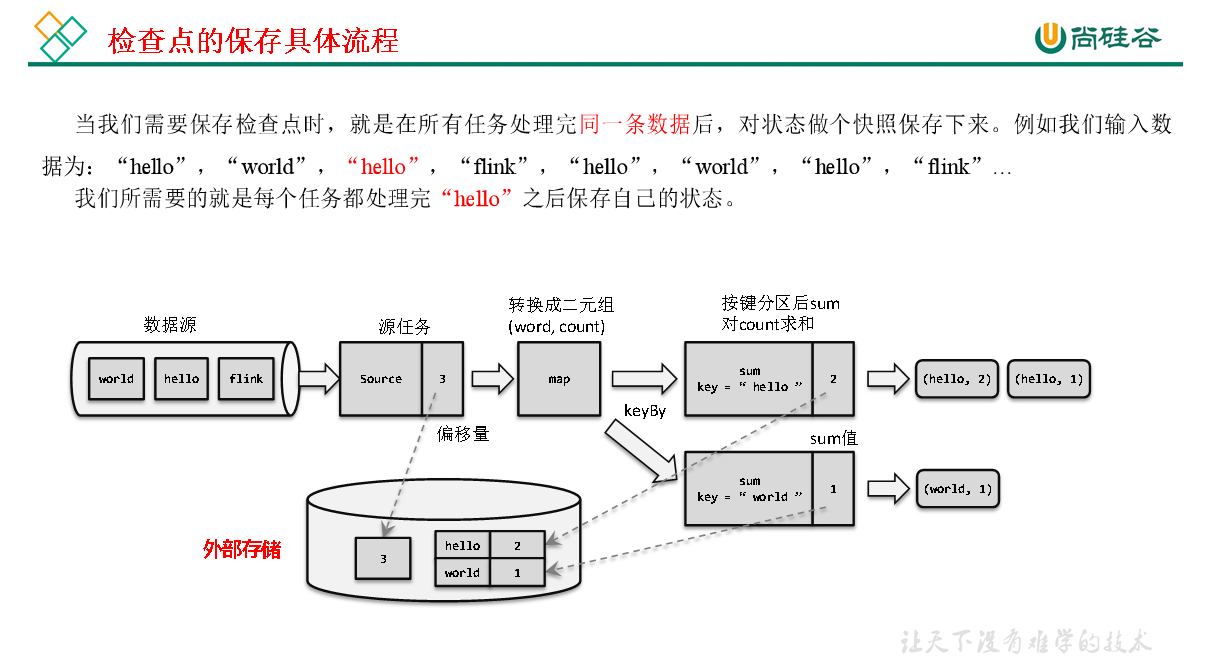 检查点的保存具体流程
尚硅谷
当我们需要保存检查点时，就是在所有任务处理完同一条数据后，对状态做个快照保存下来。例如我们输入数
据为：“hello”，“world”，“hello”，“flink”，“hello”，“world”，“hello”，“flink”…
我们所需要的就是每个任务都处理完“hello”之后保存自己的状态。
数据源
源任务
转换成二元组
(word, count)
按键分区后sum
对count求和
world
hello
flink
Source
3
map
sum
key = “ hello ”
2
(hello, 2)
(hello, 1)
keyBy
偏移量
sum值
sum
key = “ world ”
1
(world, 1)
外部存储
3
hello
2
world
1
让天下没有难学的技术